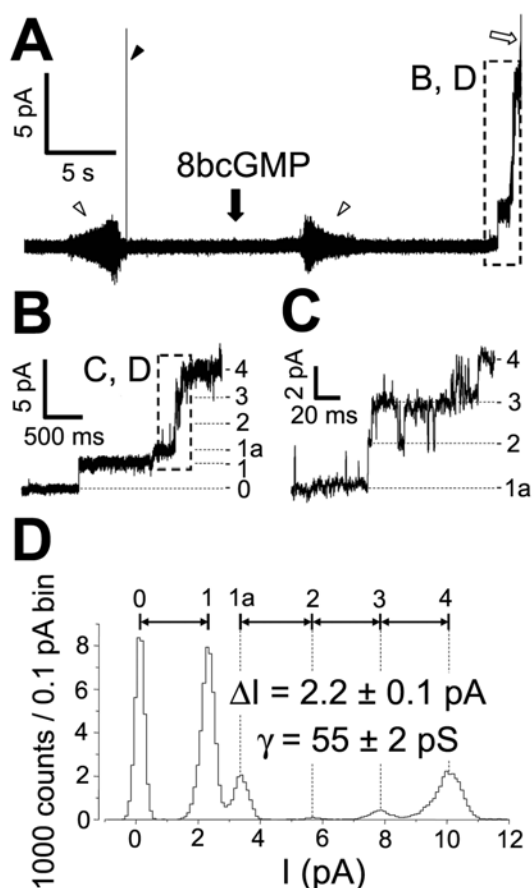 A
5 pA
5 s
8bcGMP
B, D
B
5 pA
500 ms
C, D
4
3
2
1a
1
0
C
2 pA
20 ms
4
3
2
1a
D
0 1 1a 2 3 4
ΔI = 2.2 ± 0.1 pA
γ = 55 ± 2 pS
1000 counts / 0.1 pA bin
8
6
4
2
0
0 2 4 6 8 10 12
I (pA)